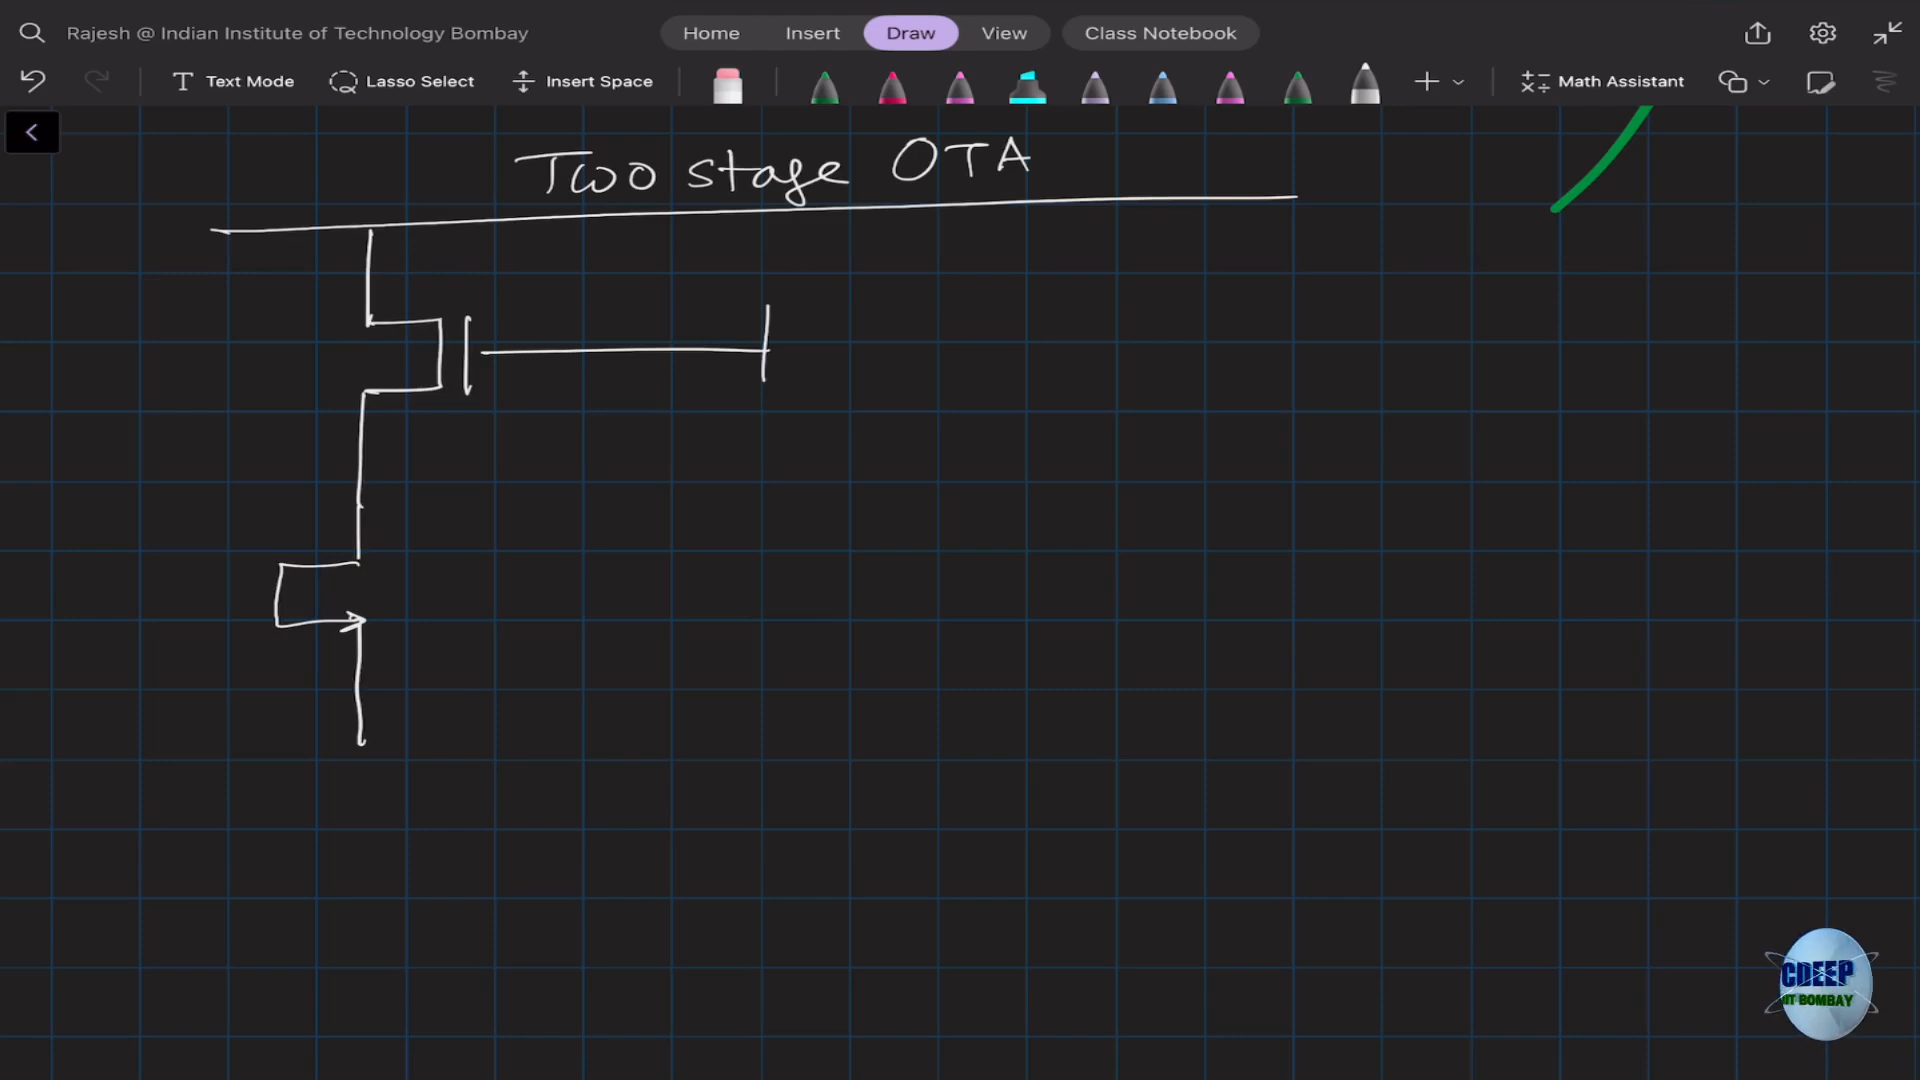 Rajesh @ Indian Institute of Technology Bombay
Home Insert Draw View Class Notebook
Text Mode Lasso Select Insert Space Math Assistant
Two stage OTA
CDEEP
IIT BOMBAY